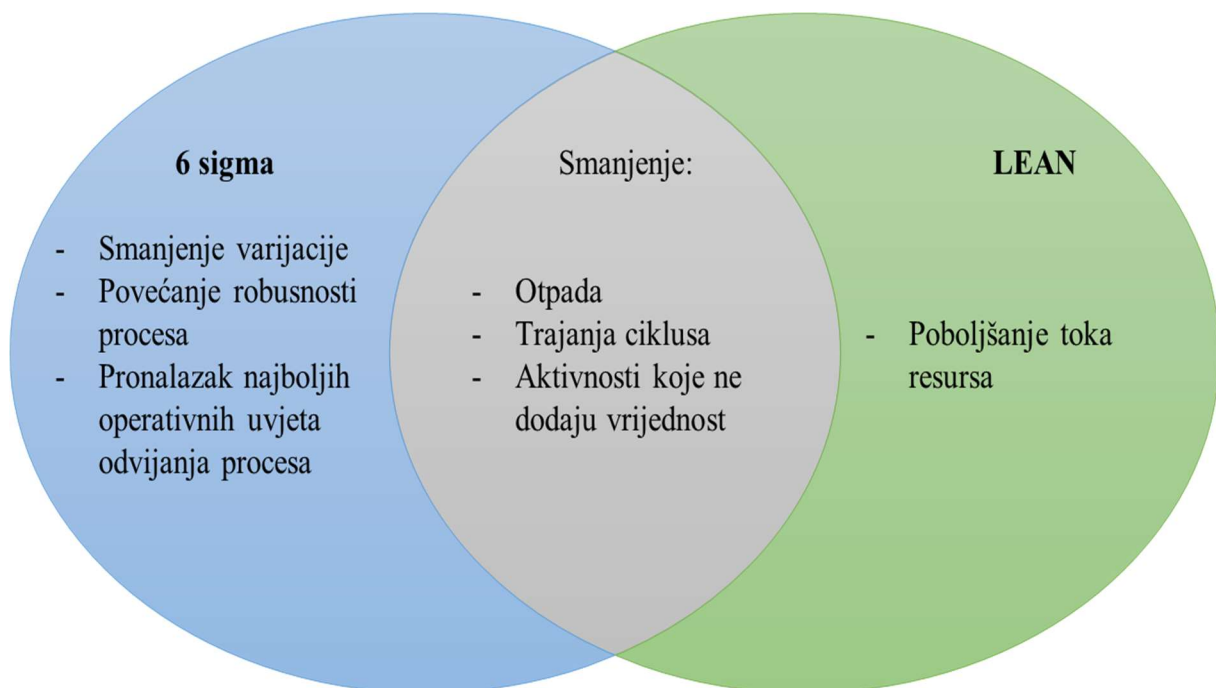 6 sigma
- Smanjenje varijacije
- Povećanje robusnosti
procesa
- Pronalazak najboljih
operativnih uvjeta
odvijanja procesa
Smanjenje:
- Otpada
- Trajanja ciklusa
- Aktivnosti koje ne
dodaju vrijednost
LEAN
- Poboljšanje toka
resursa